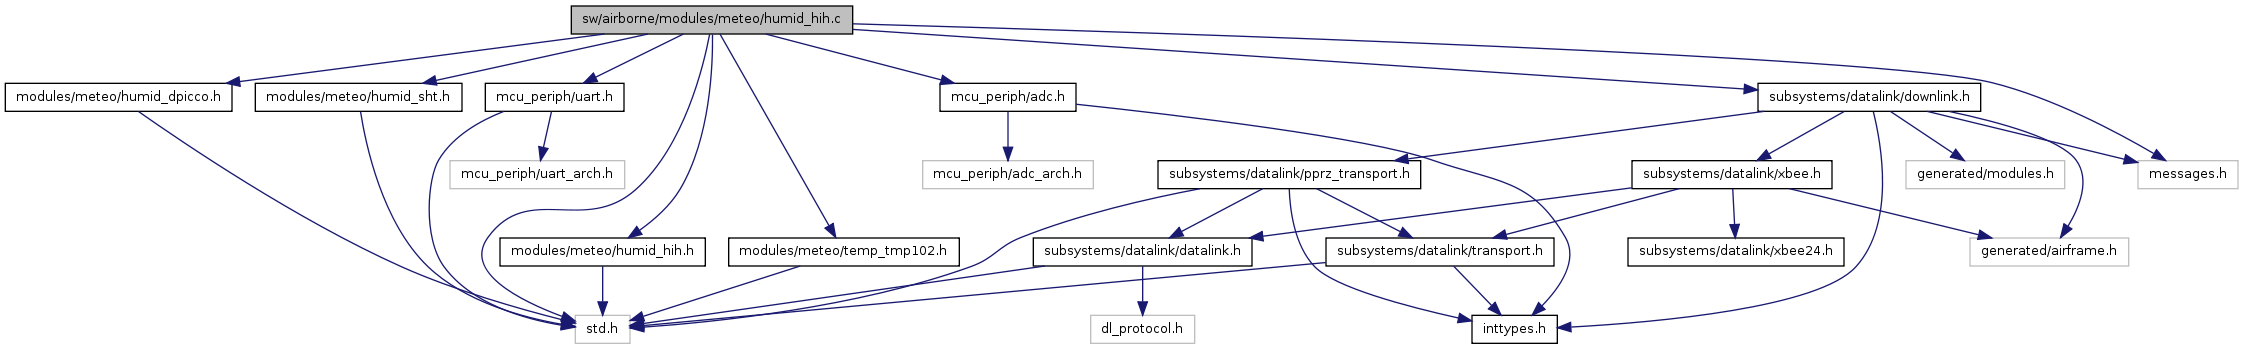 sw/airborne/modules/meteo/humid_hih.c
modules/meteo/humid_dpicco.h
modules/meteo/humid_sht.h
mcu_periph/uart.h
mcu_periph/adc.h
subsystems/datalink/downlink.h
mcu_periph/uart_arch.h
mcu_periph/adc_arch.h
subsystems/datalink/pprz_transport.h
subsystems/datalink/xbee.h
generated/modules.h
messages.h
modules/meteo/humid_hih.h
modules/meteo/temp_tmp102.h
subsystems/datalink/datalink.h
subsystems/datalink/transport.h
subsystems/datalink/xbee24.h
generated/airframe.h
std.h
dl_protocol.h
inttypes.h